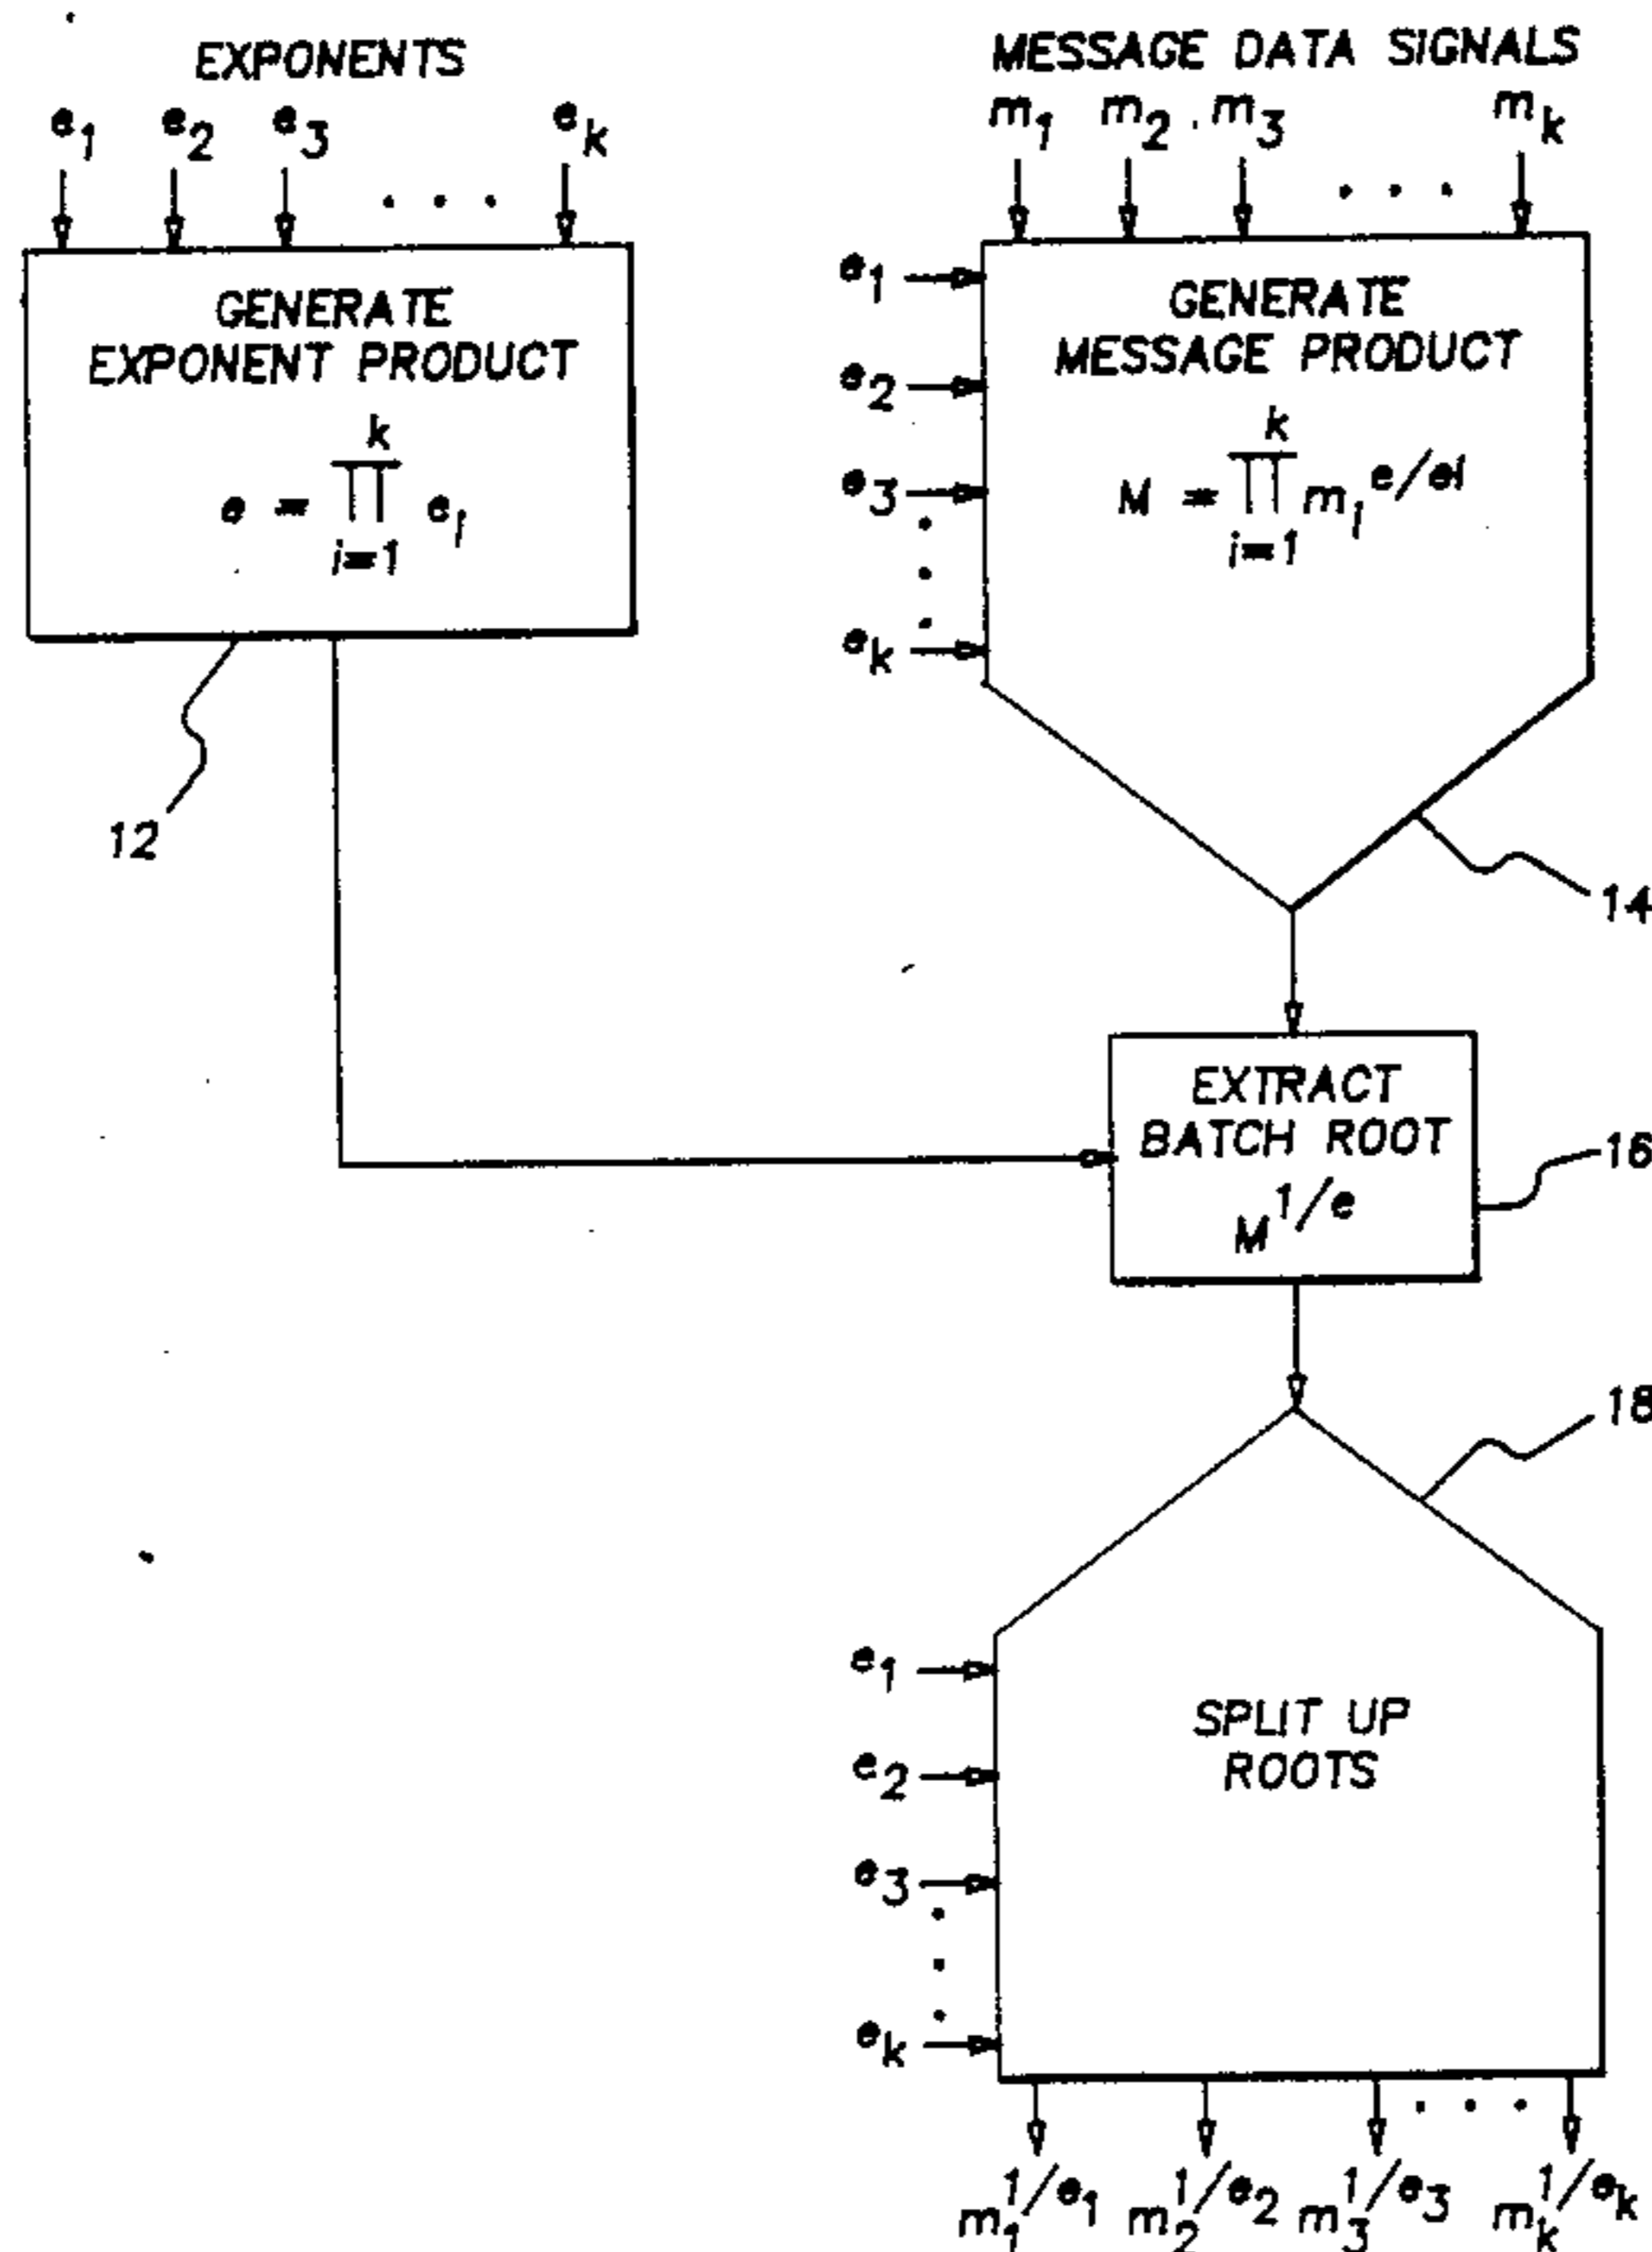 EXPONENTS
e₁ e₂ e₃ . . . eₖ
GENERATE
EXPONENT PRODUCT
k
e = ∏ eᵢ
i=1
12
MESSAGE DATA SIGNALS
m₁ m₂ m₃ . . . mₖ
e₁
e₂
e₃
.
.
.
eₖ
GENERATE
MESSAGE PRODUCT
k
M = ∏ mᵢ^e/ei
i=1
14
EXTRACT
BATCH ROOT
M^1/e
16
18
e₁
e₂
e₃
.
.
.
eₖ
SPLIT UP
ROOTS
. . .
m₁^1/e₁ m₂^1/e₂ m₃^1/e₃ mₖ^1/eₖ